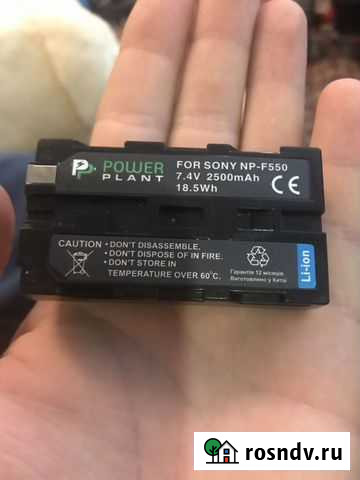 POWER
PLANT
FOR SONY NP-F550
7.4V 2500mAh
18.5Wh
CE
CAUTION :
• DON'T DISASSEMBLE.
• DON'T DISPOSE OF IN FIRE.
• DON'T STORE IN
TEMPERATURE OVER 60°C.
Гарантія 12 місяців
Виготовлено у Китаї
Li-ion
rosndv.ru